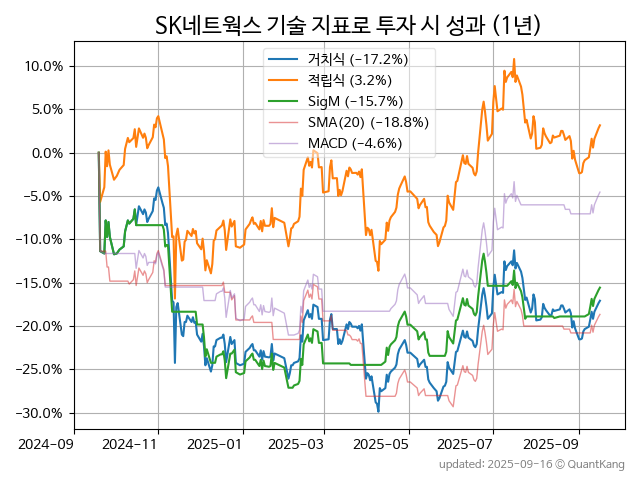 SK네트웍스 기술 지표로 투자 시 성과 (1년)
거치식 (−17.2%)
적립식 (3.2%)
SigM (−15.7%)
SMA(20) (−18.8%)
MACD (−4.6%)
10.0%
5.0%
0.0%
−5.0%
−10.0%
−15.0%
−20.0%
−25.0%
−30.0%
2024-09 2024-11 2025-01 2025-03 2025-05 2025-07 2025-09
updated: 2025-09-16 © QuantKang